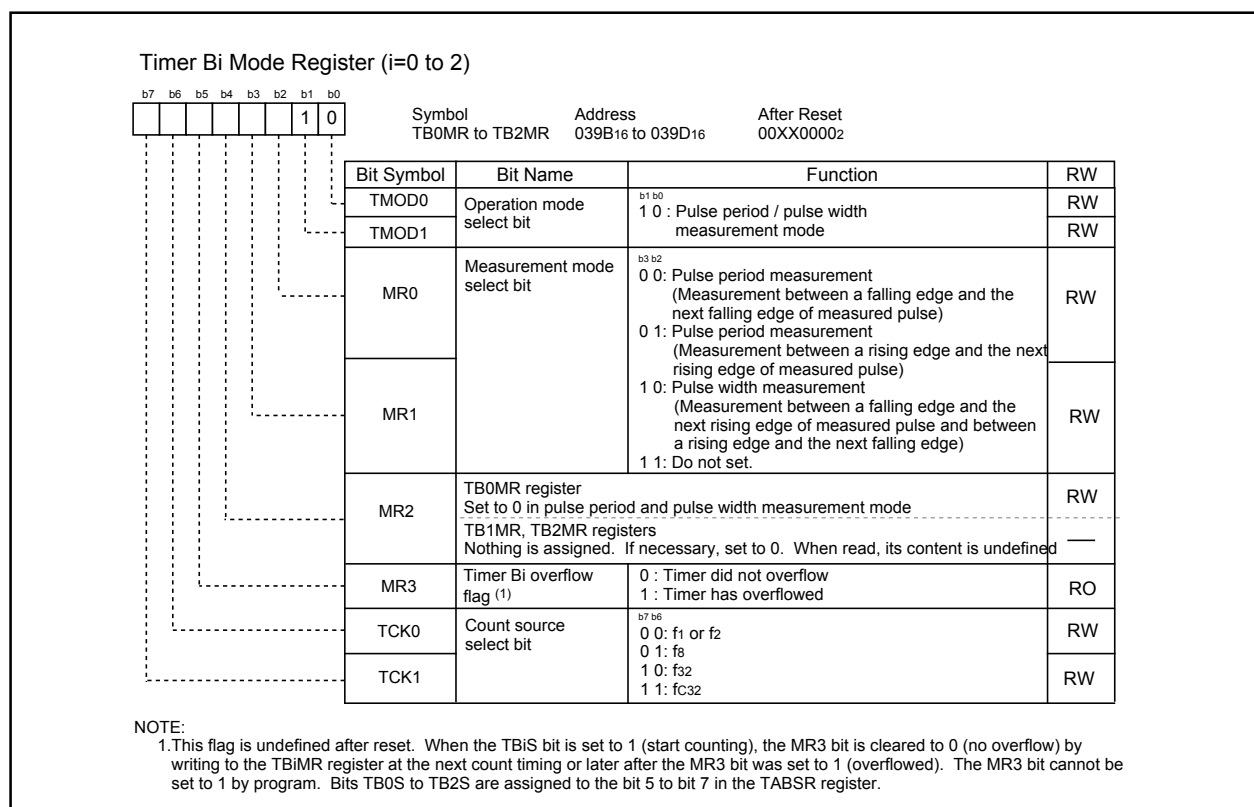 Timer Bi Mode Register (i=0 to 2)
b7 b6 b5 b4 b3 b2 b1 b0
1 0
Symbol Address After Reset
TB0MR to TB2MR 039B16 to 039D16 00XX00002
Bit Symbol Bit Name Function RW
TMOD0 Operation mode select bit b1 b0 RW
1 0 : Pulse period / pulse width
TMOD1 measurement mode RW
MR0 Measurement mode select bit b3 b2 RW
0 0: Pulse period measurement
(Measurement between a falling edge and the
next falling edge of measured pulse)
0 1: Pulse period measurement
(Measurement between a rising edge and the next
rising edge of measured pulse)
MR1 1 0: Pulse width measurement RW
(Measurement between a falling edge and the
next rising edge of measured pulse and between
a rising edge and the next falling edge)
1 1: Do not set.
MR2 TB0MR register RW
Set to 0 in pulse period and pulse width measurement mode
TB1MR, TB2MR registers —
Nothing is assigned. If necessary, set to 0. When read, its content is undefined
MR3 Timer Bi overflow flag (1) 0 : Timer did not overflow RO
1 : Timer has overflowed
TCK0 Count source select bit b7 b6 RW
0 0: f1 or f2
0 1: f8
TCK1 1 0: f32 RW
1 1: fC32
NOTE:
1.This flag is undefined after reset. When the TBiS bit is set to 1 (start counting), the MR3 bit is cleared to 0 (no overflow) by
writing to the TBiMR register at the next count timing or later after the MR3 bit was set to 1 (overflowed). The MR3 bit cannot be
set to 1 by program. Bits TB0S to TB2S are assigned to the bit 5 to bit 7 in the TABSR register.